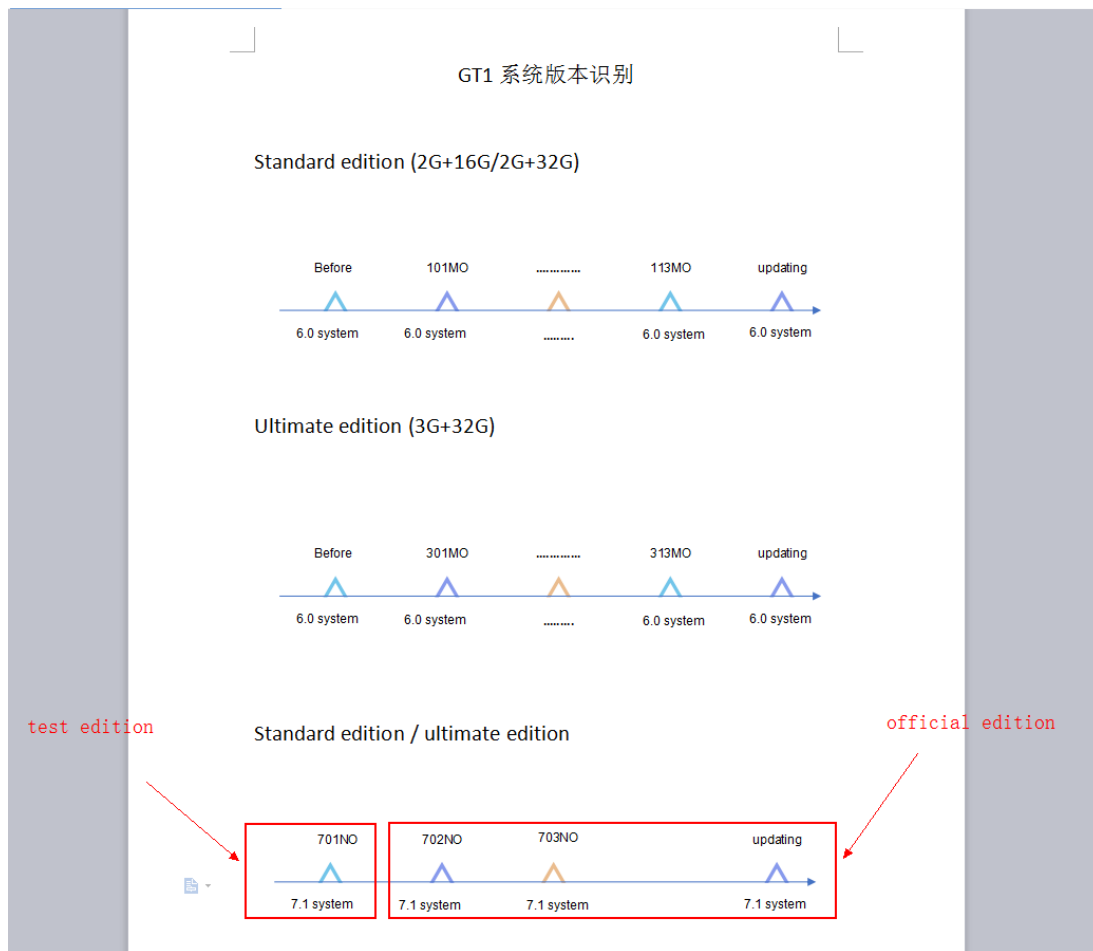 GT1 系统版本识别
Standard edition (2G+16G/2G+32G)
Before 101MO ............ 113MO updating
6.0 system 6.0 system ......... 6.0 system 6.0 system
Ultimate edition (3G+32G)
Before 301MO ............ 313MO updating
6.0 system 6.0 system ......... 6.0 system 6.0 system
test edition
Standard edition / ultimate edition
official edition
701NO 702NO 703NO updating
7.1 system 7.1 system 7.1 system 7.1 system